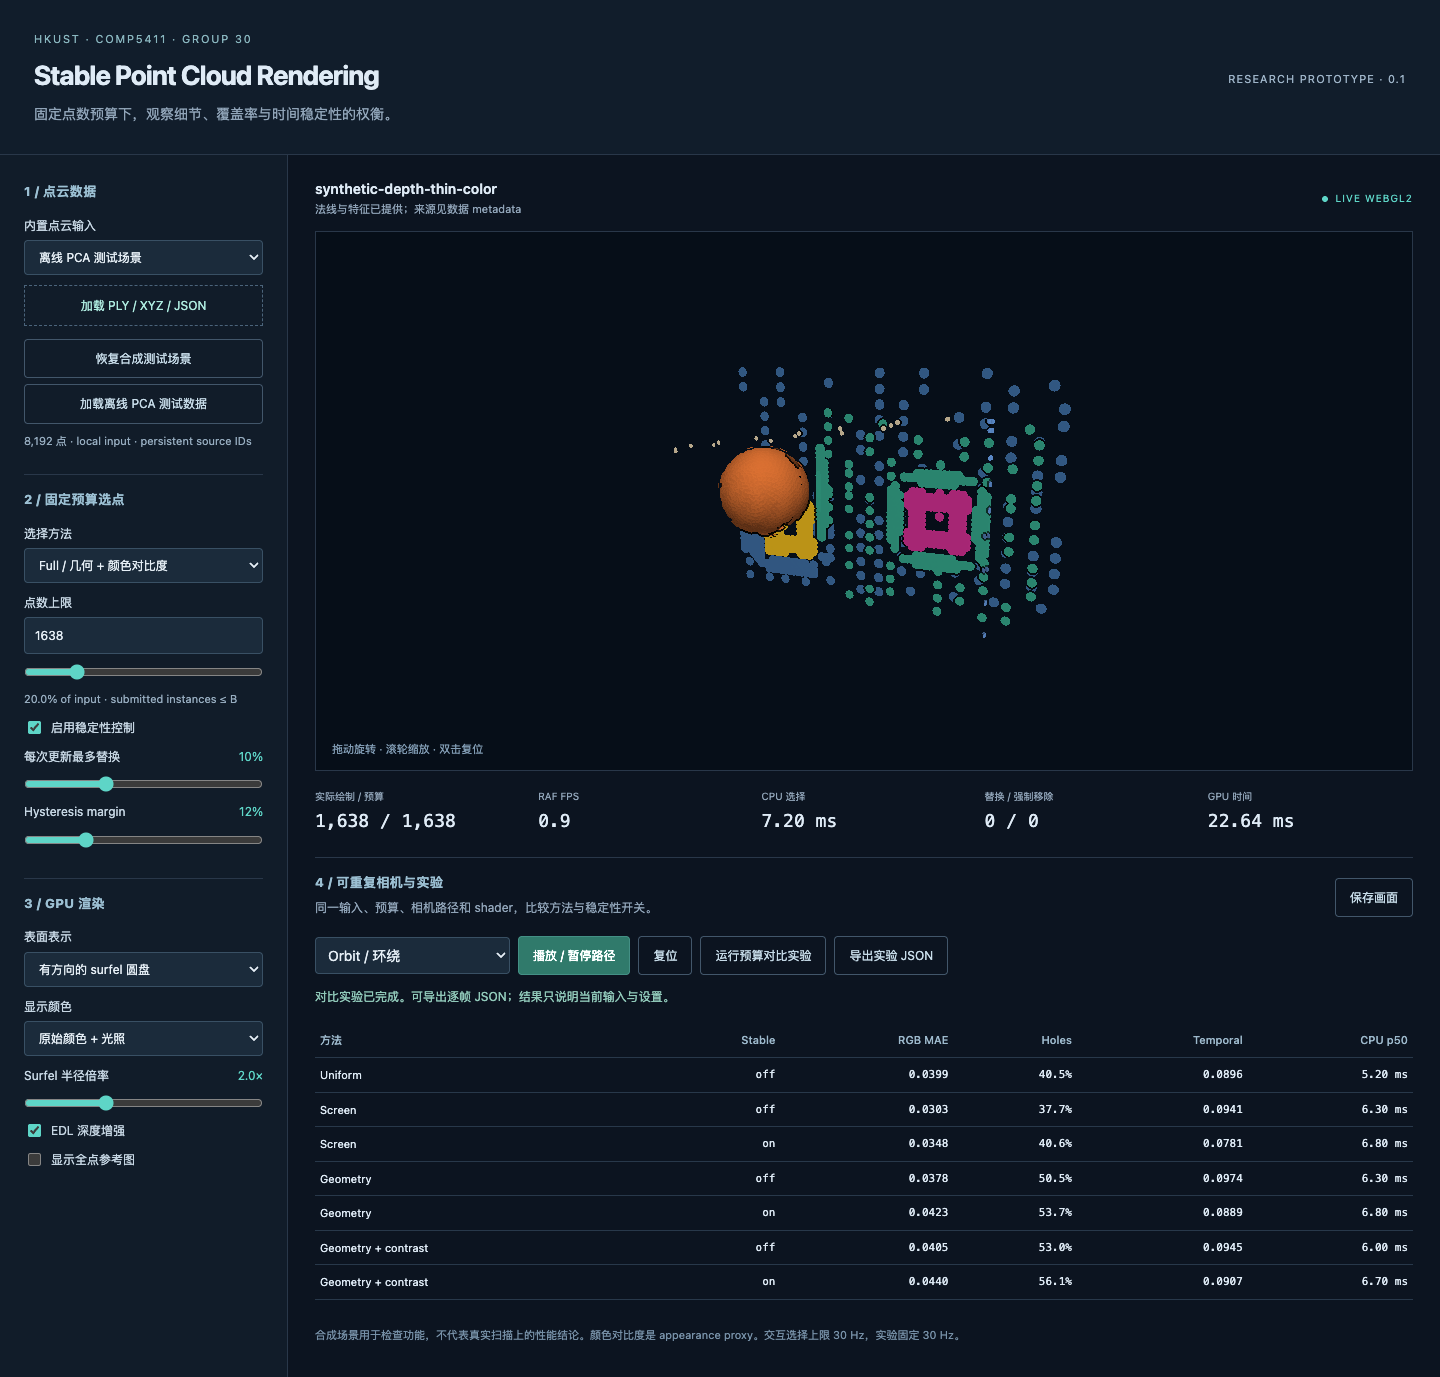 HKUST · COMP5411 · GROUP 30
Stable Point Cloud Rendering
固定点数预算下，观察细节、覆盖率与时间稳定性的权衡。
RESEARCH PROTOTYPE · 0.1
1 / 点云数据
内置点云输入
离线 PCA 测试场景
加载 PLY / XYZ / JSON
恢复合成测试场景
加载离线 PCA 测试数据
8,192 点 · local input · persistent source IDs
2 / 固定预算选点
选择方法
Full / 几何 + 颜色对比度
点数上限
1638
20.0% of input · submitted instances ≤ B
启用稳定性控制
每次更新最多替换 10%
Hysteresis margin 12%
3 / GPU 渲染
表面表示
有方向的 surfel 圆盘
显示颜色
原始颜色 + 光照
Surfel 半径倍率 2.0×
EDL 深度增强
显示全点参考图
synthetic-depth-thin-color
法线与特征已提供；来源见数据 metadata
LIVE WEBGL2
拖动旋转 · 滚轮缩放 · 双击复位
实际绘制 / 预算 RAF FPS CPU 选择 替换 / 强制移除 GPU 时间
1,638 / 1,638 0.9 7.20 ms 0 / 0 22.64 ms
4 / 可重复相机与实验
同一输入、预算、相机路径和 shader，比较方法与稳定性开关。
保存画面
Orbit / 环绕 播放 / 暂停路径 复位 运行预算对比实验 导出实验 JSON
对比实验已完成。可导出逐帧 JSON；结果只说明当前输入与设置。
方法 Stable RGB MAE Holes Temporal CPU p50
Uniform off 0.0399 40.5% 0.0896 5.20 ms
Screen off 0.0303 37.7% 0.0941 6.30 ms
Screen on 0.0348 40.6% 0.0781 6.80 ms
Geometry off 0.0378 50.5% 0.0974 6.30 ms
Geometry on 0.0423 53.7% 0.0889 6.80 ms
Geometry + contrast off 0.0405 53.0% 0.0945 6.00 ms
Geometry + contrast on 0.0440 56.1% 0.0907 6.70 ms
合成场景用于检查功能，不代表真实扫描上的性能结论。颜色对比度是 appearance proxy。交互选择上限 30 Hz，实验固定 30 Hz。